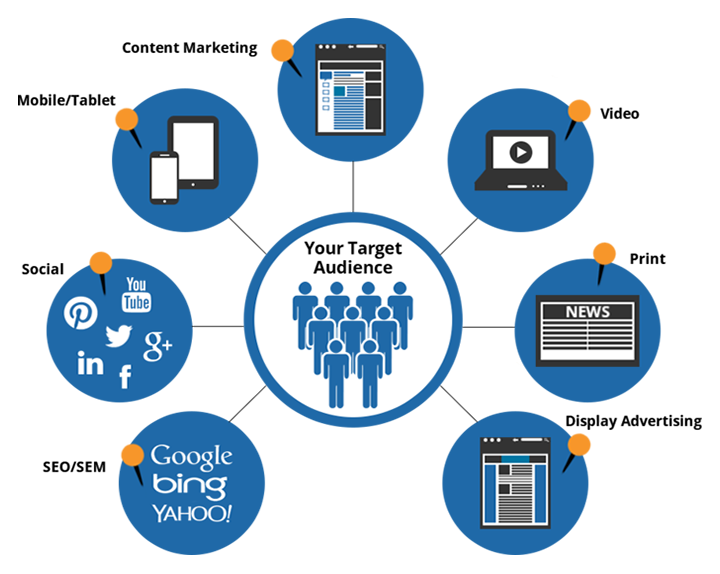 Content Marketing
Mobile/Tablet
Video
Your Target
Audience
Social
You
Tube
g+
in
f
Print
NEWS
Display Advertising
SEO/SEM
Google
bing
YAHOO!